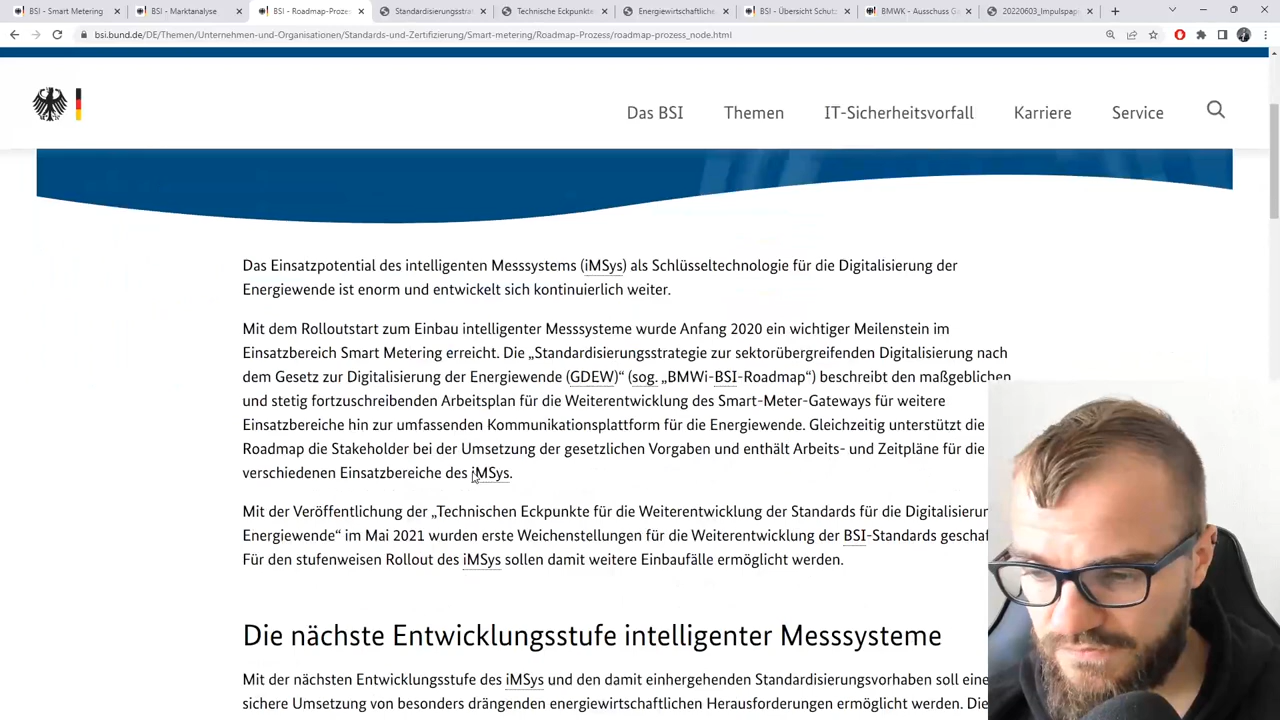 BSI - Smart Metering
BSI - Marktanalyse
BSI - Roadmap-Proze
Standardisierungsstra
Technische Eckpunkte
Energiewirtschaftliche
BSI - Übersicht Schutz
BMWK - Ausschuss G
20220603_Impulspap
bsi.bund.de/DE/Themen/Unternehmen-und-Organisationen/Standards-und-Zertifizierung/Smart-metering/Roadmap-Prozess/roadmap-prozess_node.html
Das BSI
Themen
IT-Sicherheitsvorfall
Karriere
Service
Das Einsatzpotential des intelligenten Messsystems (iMSys) als Schlüsseltechnologie für die Digitalisierung der
Energiewende ist enorm und entwickelt sich kontinuierlich weiter.
Mit dem Rolloutstart zum Einbau intelligenter Messsysteme wurde Anfang 2020 ein wichtiger Meilenstein im
Einsatzbereich Smart Metering erreicht. Die „Standardisierungsstrategie zur sektorübergreifenden Digitalisierung nach
dem Gesetz zur Digitalisierung der Energiewende (GDEW)“ (sog. „BMWi-BSI-Roadmap“) beschreibt den maßgeblichen
und stetig fortzuschreibenden Arbeitsplan für die Weiterentwicklung des Smart-Meter-Gateways für weitere
Einsatzbereiche hin zur umfassenden Kommunikationsplattform für die Energiewende. Gleichzeitig unterstützt die
Roadmap die Stakeholder bei der Umsetzung der gesetzlichen Vorgaben und enthält Arbeits- und Zeitpläne für die
verschiedenen Einsatzbereiche des iMSys.
Mit der Veröffentlichung der „Technischen Eckpunkte für die Weiterentwicklung der Standards für die Digitalisierun
Energiewende“ im Mai 2021 wurden erste Weichenstellungen für die Weiterentwicklung der BSI-Standards geschaf
Für den stufenweisen Rollout des iMSys sollen damit weitere Einbaufälle ermöglicht werden.
Die nächste Entwicklungsstufe intelligenter Messsysteme
Mit der nächsten Entwicklungsstufe des iMSys und den damit einhergehenden Standardisierungsvorhaben soll eine
sichere Umsetzung von besonders drängenden energiewirtschaftlichen Herausforderungen ermöglicht werden. Die